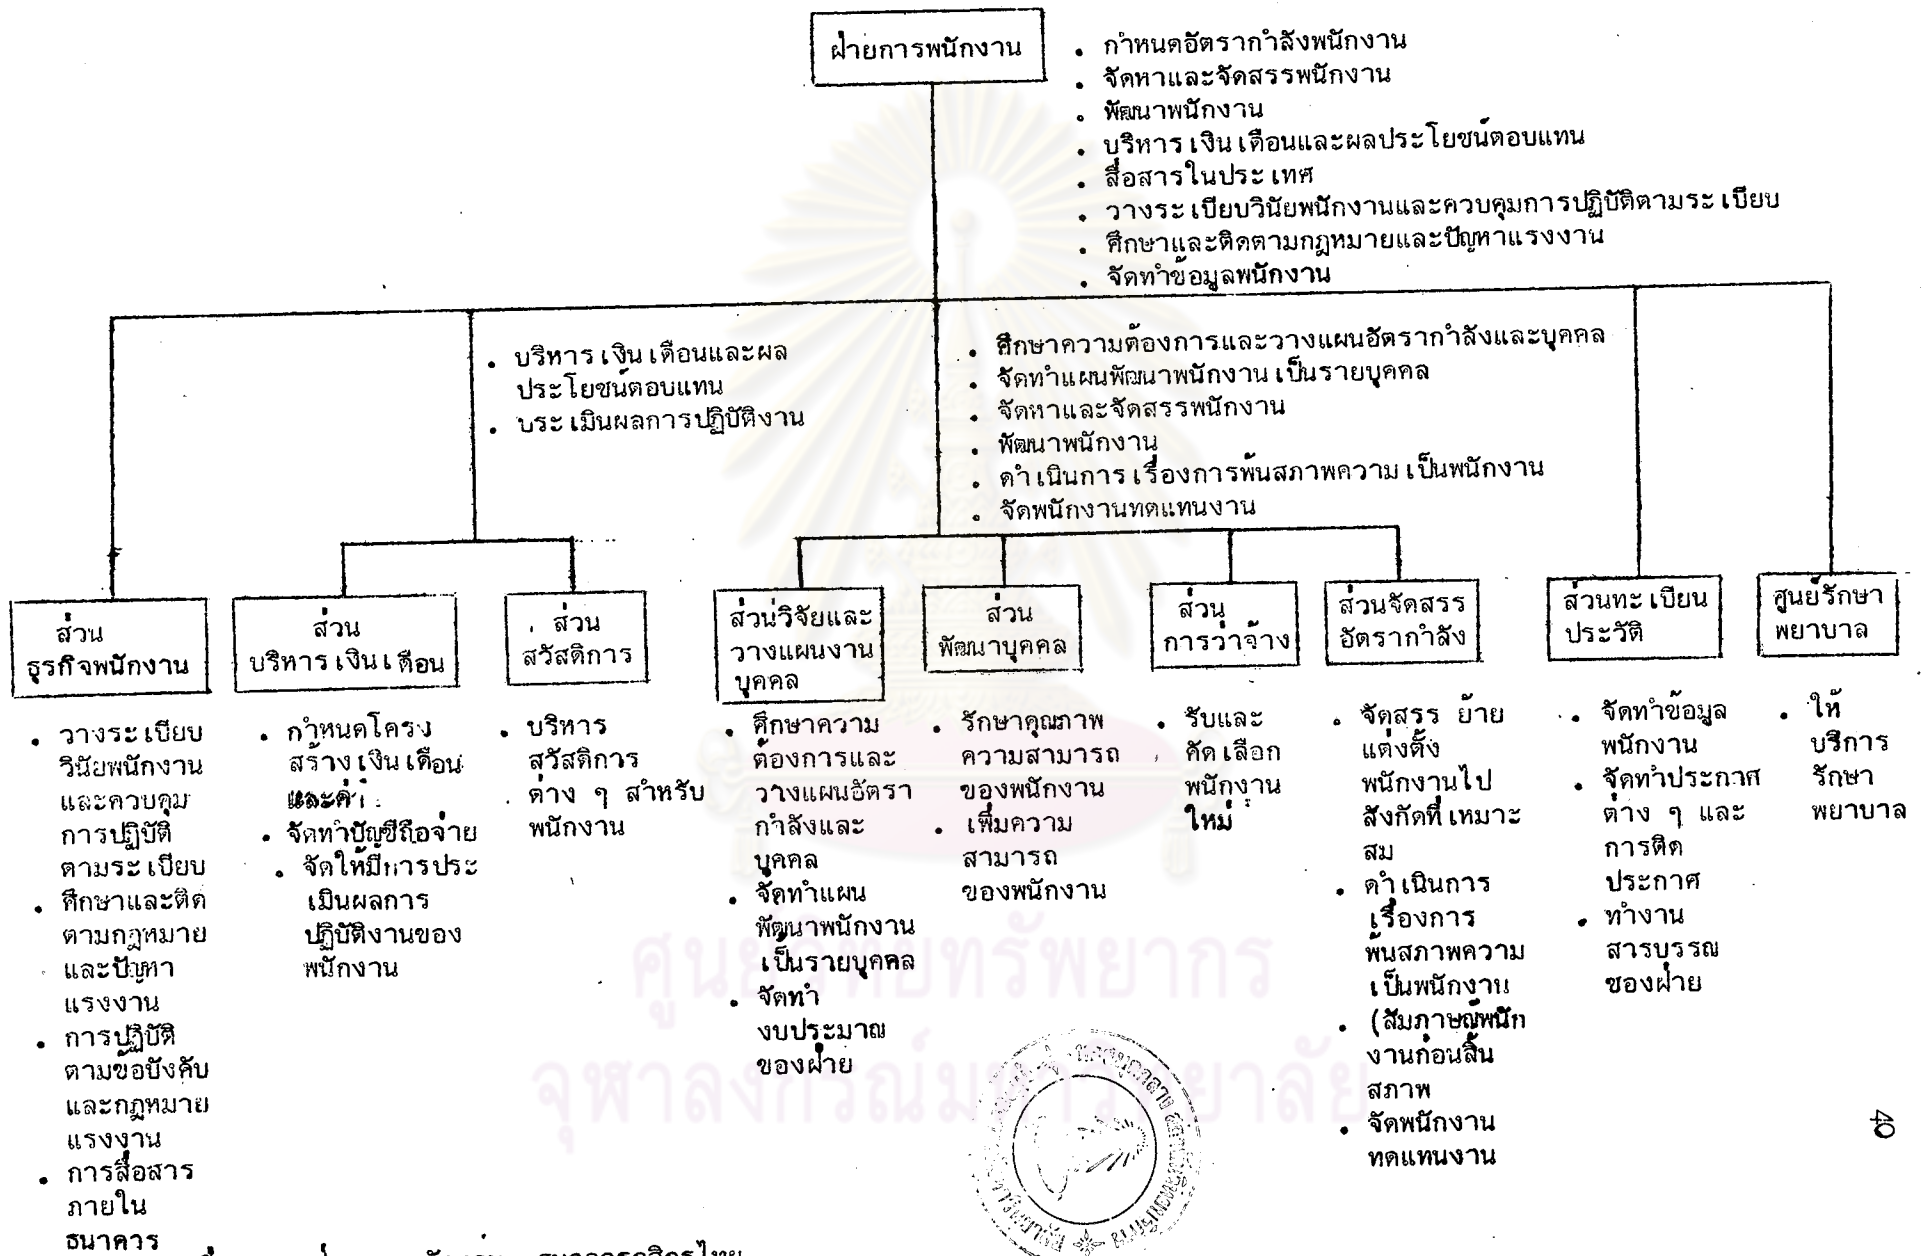 ฝ่ายการพนักงาน
. กำหนดอัตรากำลังพนักงาน
. จัดหาและจัดสรรพนักงาน
. พัฒนาพนักงาน
. บริหารเงินเดือนและผลประโยชน์ตอบแทน
. สื่อสารในประเทศ
. วางระเบียบวินัยพนักงานและควบคุมการปฏิบัติตามระเบียบ
. ศึกษาและติดตามกฎหมายและปัญหาแรงงาน
. จัดทำข้อมูลพนักงาน
. บริหารเงินเดือนและผล
ประโยชน์ตอบแทน
. บระเมินผลการปฏิบัติงาน
. ศึกษาความต้องการและวางแผนอัตรากำลังและบุคคล
. จัดทำแผนพัฒนาพนักงานเป็นรายบุคคล
. จัดหาและจัดสรรพนักงาน
. พัฒนาพนักงาน
. ดำเนินการเรื่องการพ้นสภาพความเป็นพนักงาน
. จัดพนักงานทดแทนงาน
ส่วน
ธุรกิจพนักงาน
. วางระเบียบ
วินัยพนักงาน
และควบคุม
การปฏิบัติ
ตามระเบียบ
. ศึกษาและติด
ตามกฎหมาย
และปัญหา
แรงงาน
. การปฏิบัติ
ตามข้อบังคับ
และกฎหมาย
แรงงาน
. การสื่อสาร
ภายใน
ธนาคาร
ส่วน
บริหารเงินเดือน
. กำหนดโครง
สร้างเงินเดือน
และค่า
. จัดทำบัญชีถือจ่าย
. จัดให้มีการประ
เมินผลการ
ปฏิบัติงานของ
พนักงาน
ส่วน
สวัสดิการ
. บริหาร
สวัสดิการ
ต่าง ๆ สำหรับ
พนักงาน
ส่วนวิจัยและ
วางแผนงาน
บุคคล
. ศึกษาความ
ต้องการและ
วางแผนอัตรา
กำลังและ
บุคคล
. จัดทำแผน
พัฒนาพนักงาน
เป็นรายบุคคล
. จัดทำ
งบประมาณ
ของฝ่าย
ส่วน
พัฒนาบุคคล
. รักษาคุณภาพ
ความสามารถ
ของพนักงาน
. เพิ่มความ
สามารถ
ของพนักงาน
ส่วน
การว่าจ้าง
. รับและ
คัดเลือก
พนักงาน
ใหม่
ส่วนจัดสรร
อัตรากำลัง
. จัดสรร ย้าย
แต่งตั้ง
พนักงานไป
สังกัดที่เหมาะ
สม
. ดำเนินการ
เรื่องการ
พ้นสภาพความ
เป็นพนักงาน
. (สัมภาษณ์พนัก
งานก่อนสิ้น
สภาพ
. จัดพนักงาน
ทดแทนงาน
ส่วนทะเบียน
ประวัติ
. จัดทำข้อมูล
พนักงาน
. จัดทำประกาศ
ต่าง ๆ และ
การติด
ประกาศ
. ทำงาน
สารบรรณ
ของฝ่าย
ศูนย์รักษา
พยาบาล
. ให้
บริการ
รักษา
พยาบาล
ศูนย์วิทยทรัพยากร
จุฬาลงกรณ์มหาวิทยาลัย
40